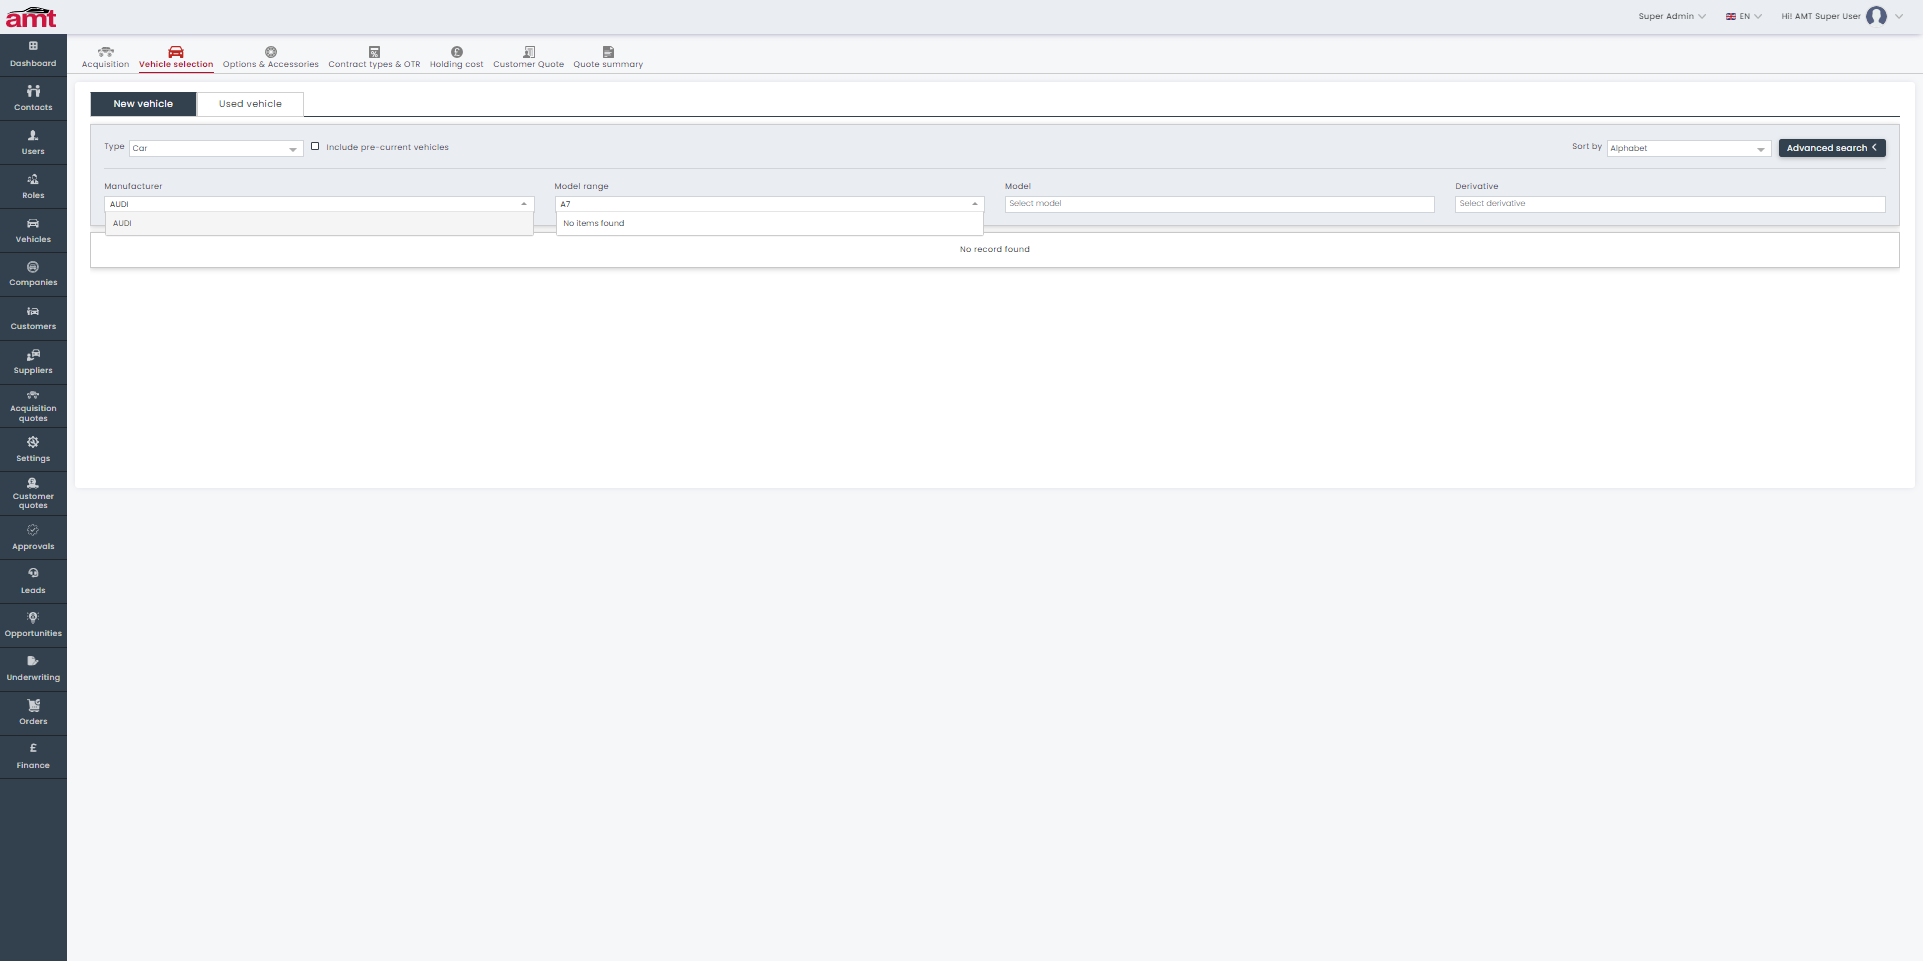 amt
Super Admin
EN
Hi! AMT Super User
Dashboard
Contacts
Users
Roles
Vehicles
Companies
Customers
Suppliers
Acquisition
quotes
Settings
Customer
quotes
Approvals
Leads
Opportunities
Underwriting
Orders
Finance
Acquisition
Vehicle selection
Options & Accessories
Contract types & OTR
Holding cost
Customer Quote
Quote summary
New vehicle
Used vehicle
Type
Car
Include pre-current vehicles
Sort by
Alphabet
Advanced search
Manufacturer
Model range
Model
Derivative
AUDI
A7
Select model
Select derivative
AUDI
No items found
No record found